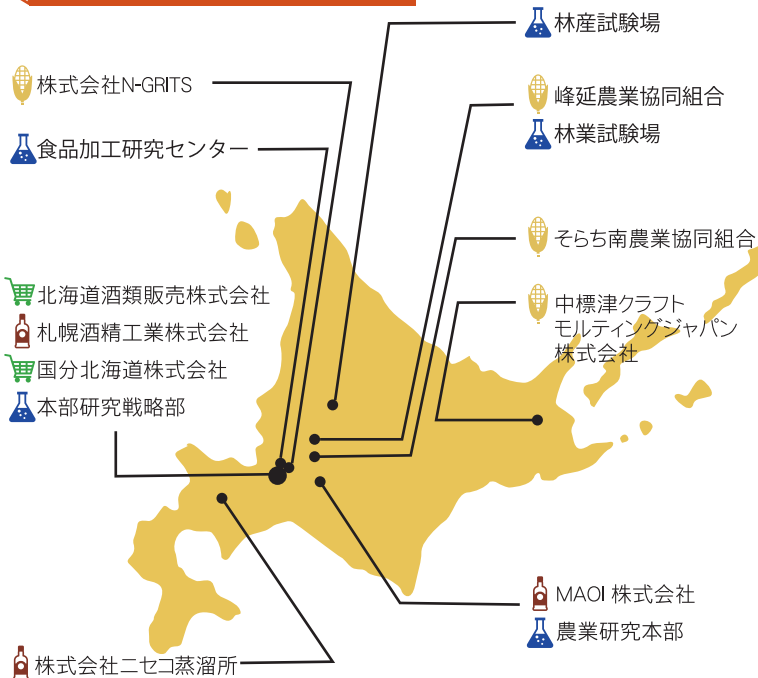 林産試験場
株式会社N-GRITS
峰延農業協同組合
林業試験場
食品加工研究センター
そらち南農業協同組合
北海道酒類販売株式会社
札幌酒精工業株式会社
国分北海道株式会社
本部研究戦略部
中標津クラフト
モルティングジャパン
株式会社
MAOI 株式会社
農業研究本部
株式会社ニセコ蒸溜所